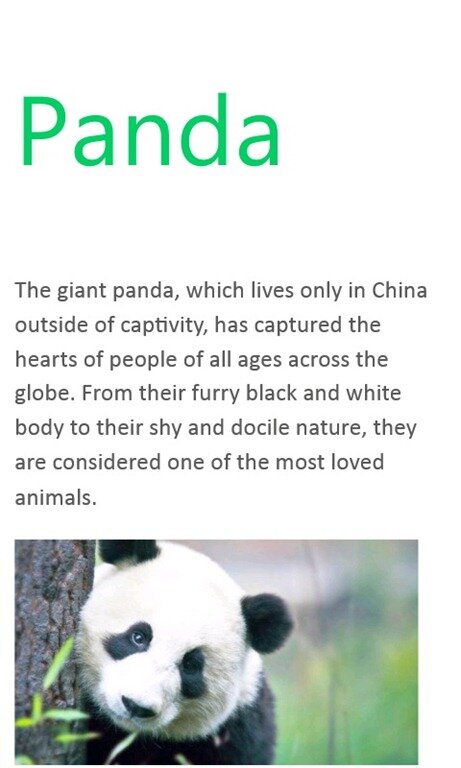 Panda
The giant panda, which lives only in China
outside of captivity, has captured the
hearts of people of all ages across the
globe. From their furry black and white
body to their shy and docile nature, they
are considered one of the most loved
animals.